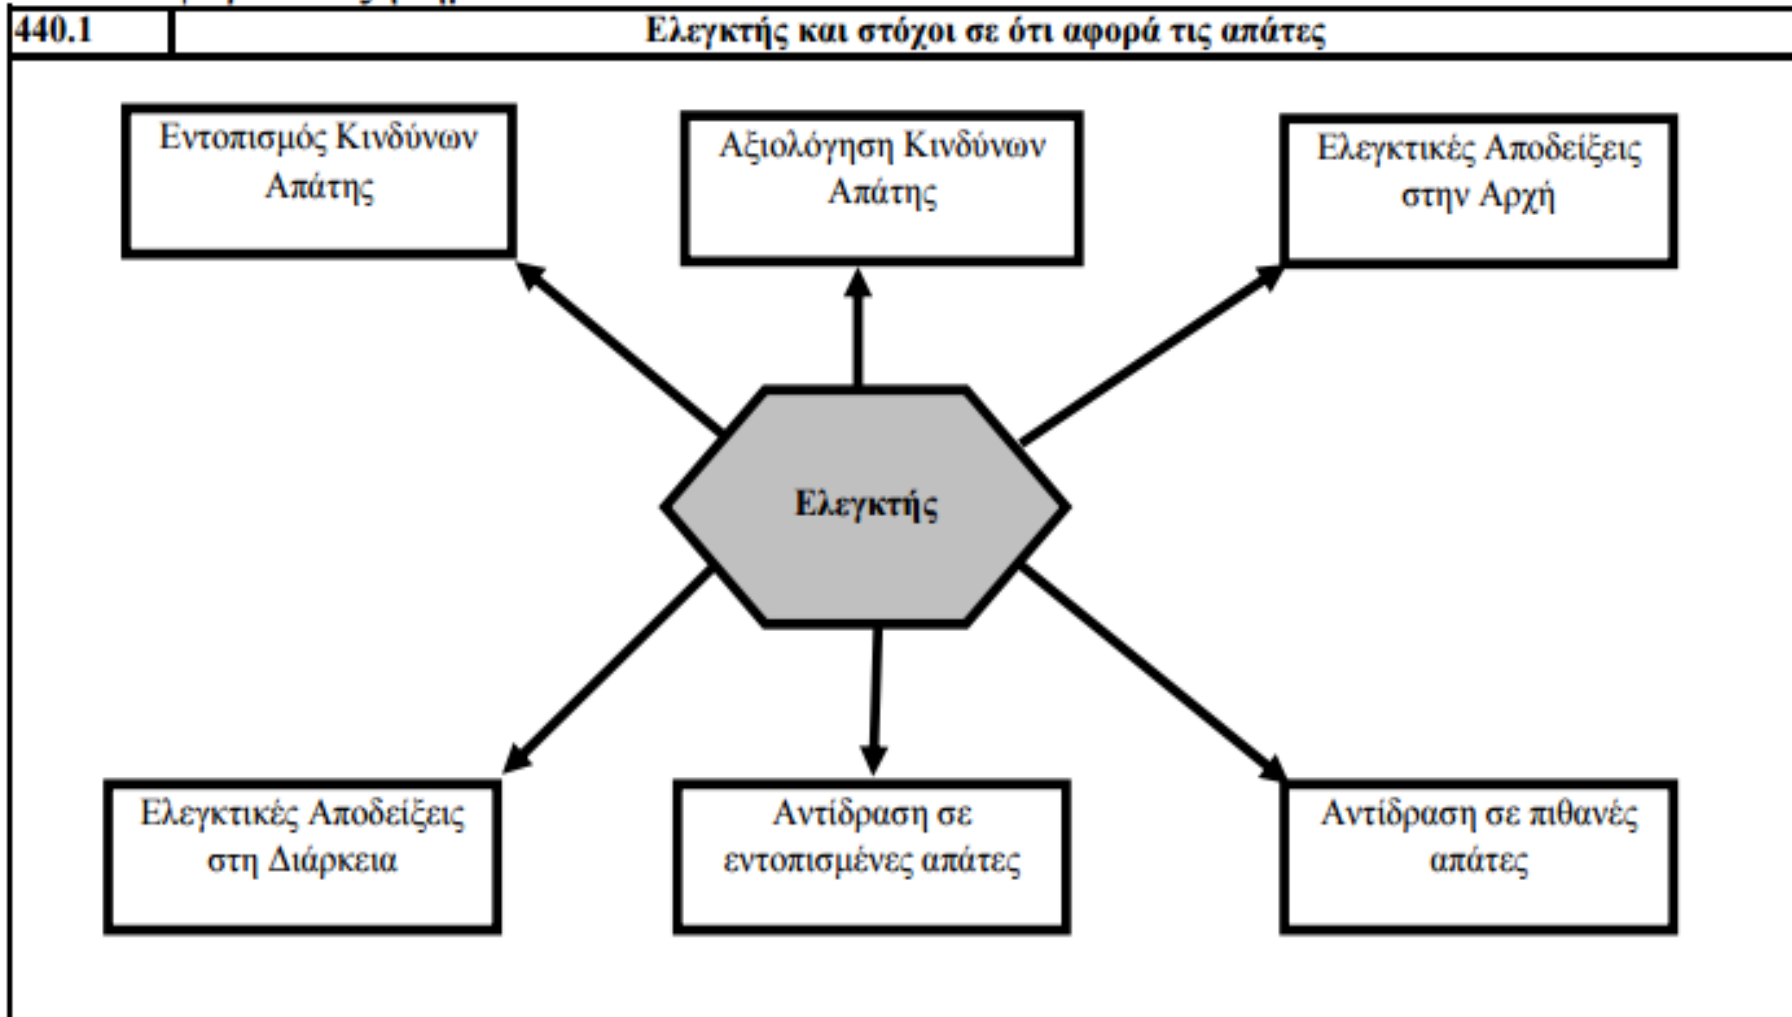 440.1
Ελεγκτής και στόχοι σε ότι αφορά τις απάτες
Εντοπισμός Κινδύνων
Απάτης
Αξιολόγηση Κινδύνων
Απάτης
Ελεγκτικές Αποδείξεις
στην Αρχή
Ελεγκτής
Ελεγκτικές Αποδείξεις
στη Διάρκεια
Αντίδραση σε
εντοπισμένες απάτες
Αντίδραση σε πιθανές
απάτες